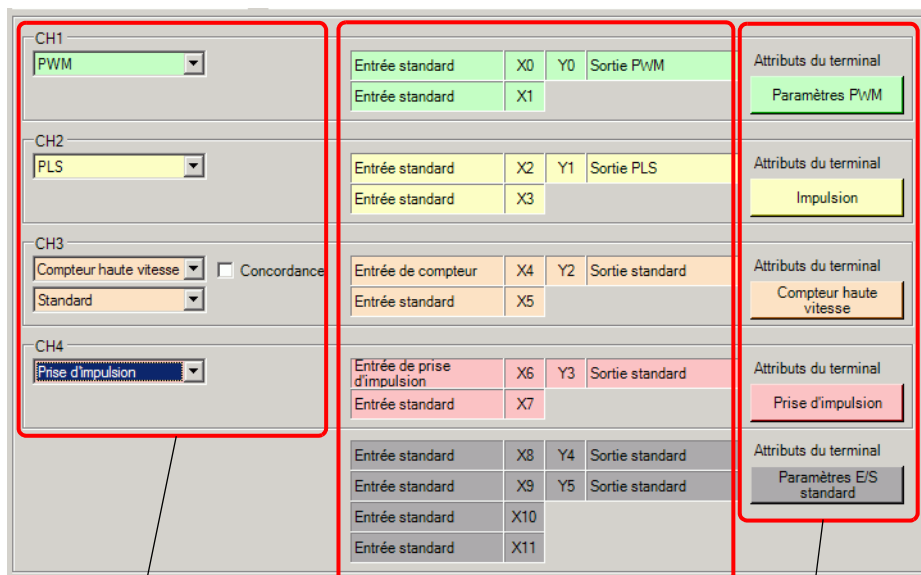 CH1
PWM
Entrée standard X0 Y0 Sortie PWM
Entrée standard X1
Attributs du terminal
Paramètres PWM
CH2
PLS
Entrée standard X2 Y1 Sortie PLS
Entrée standard X3
Attributs du terminal
Impulsion
CH3
Compteur haute vitesse Concordance
Standard
Entrée de compteur X4 Y2 Sortie standard
Entrée standard X5
Attributs du terminal
Compteur haute
vitesse
CH4
Prise d'impulsion
Entrée de prise
d'impulsion X6 Y3 Sortie standard
Entrée standard X7
Attributs du terminal
Prise d'impulsion
Entrée standard X8 Y4 Sortie standard
Entrée standard X9 Y5 Sortie standard
Entrée standard X10
Entrée standard X11
Attributs du terminal
Paramètres E/S
standard